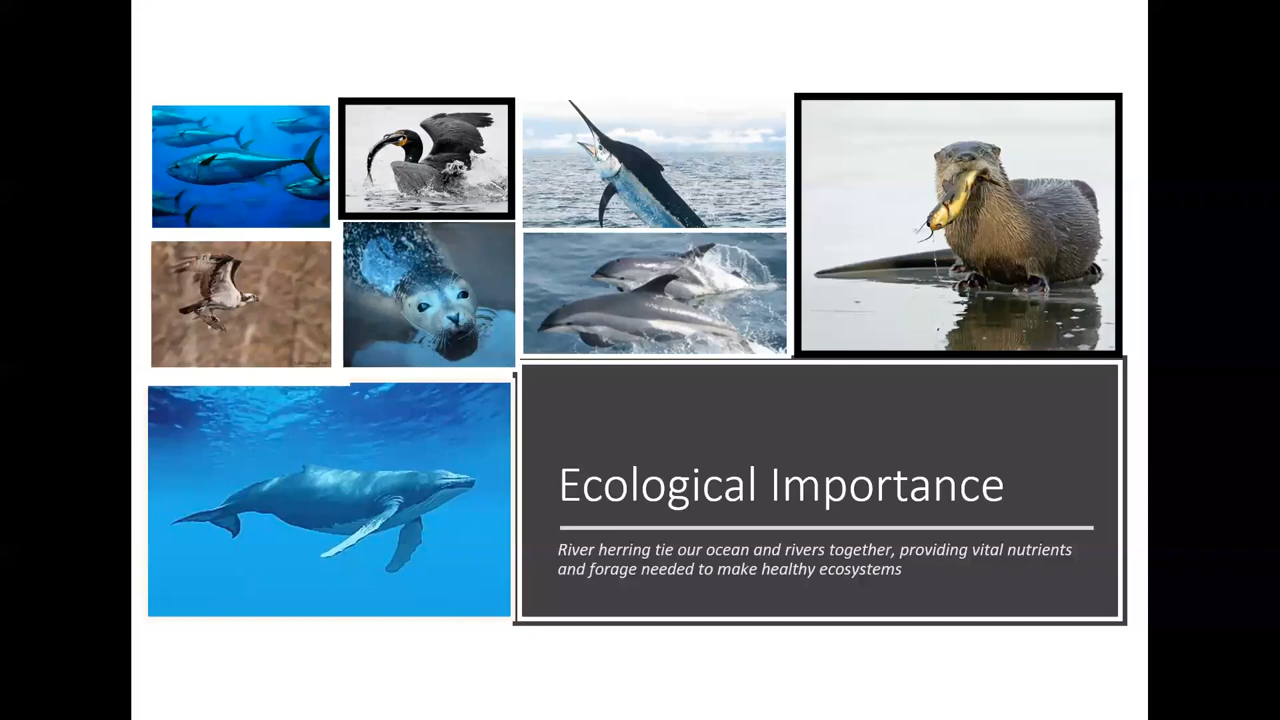 Ecological Importance
River herring tie our ocean and rivers together, providing vital nutrients
and forage needed to make healthy ecosystems